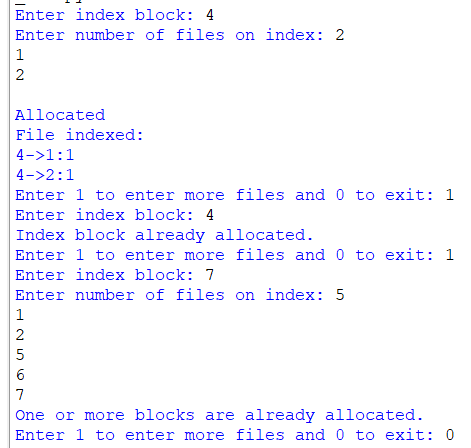 Enter index block: 4
Enter number of files on index: 2
1
2
Allocated
File indexed:
4->1:1
4->2:1
Enter 1 to enter more files and 0 to exit: 1
Enter index block: 4
Index block already allocated.
Enter 1 to enter more files and 0 to exit: 1
Enter index block: 7
Enter number of files on index: 5
1
2
5
6
7
One or more blocks are already allocated.
Enter 1 to enter more files and 0 to exit: 0